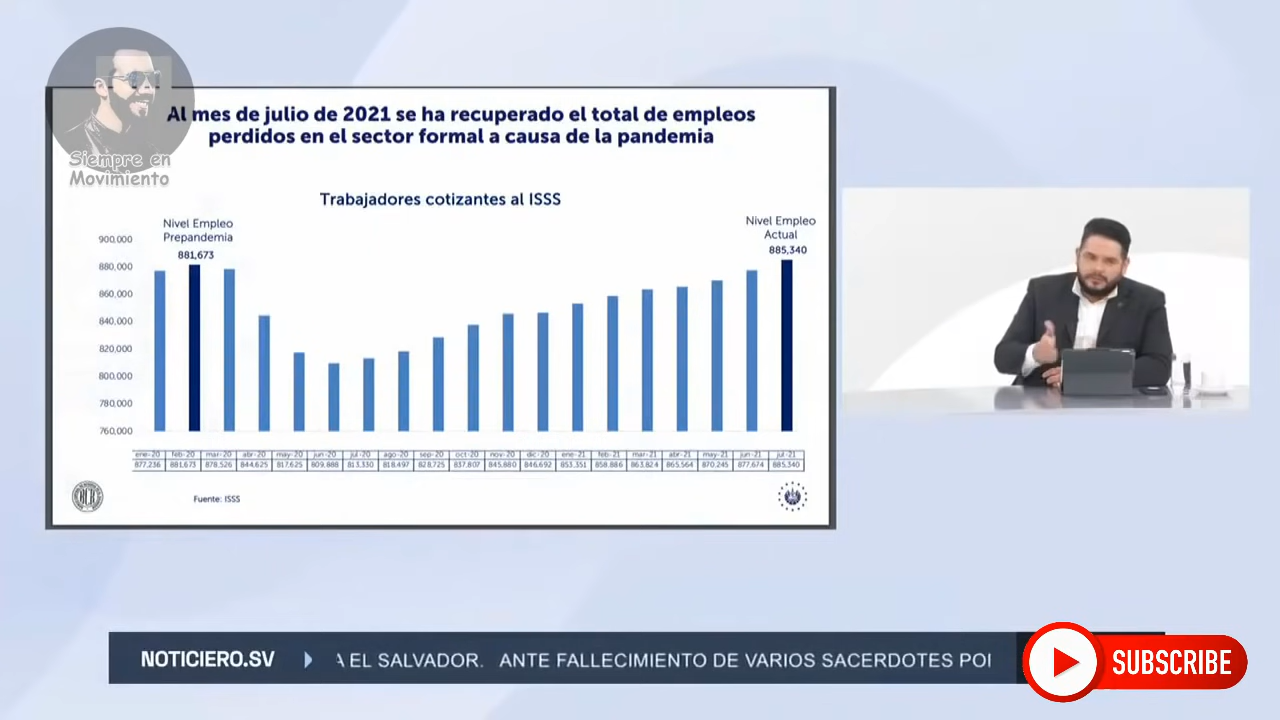 Siempre en
Movimiento
Al mes de julio de 2021 se ha recuperado el total de empleos
perdidos en el sector formal a causa de la pandemia
Trabajadores cotizantes al ISSS
Nivel Empleo
Prepandemia
881,673
Nivel Empleo
Actual
885,340
900,000
880,000
860,000
840,000
820,000
800,000
780,000
760,000
ene-20 feb-20 mar-20 abr-20 may-20 jun-20 jul-20 ago-20 sep-20 oct-20 nov-20 dic-20 ene-21 feb-21 mar-21 abr-21 may-21 jun-21 jul-21
877,236 881,673 878,526 844,625 817,625 809,888 813,330 818,497 828,725 837,807 845,880 846,692 853,351 858,886 863,824 865,564 870,245 877,674 885,340
Fuente: ISSS
NOTICIERO.SV
A EL SALVADOR. ANTE FALLECIMIENTO DE VARIOS SACERDOTES POI
SUBSCRIBE